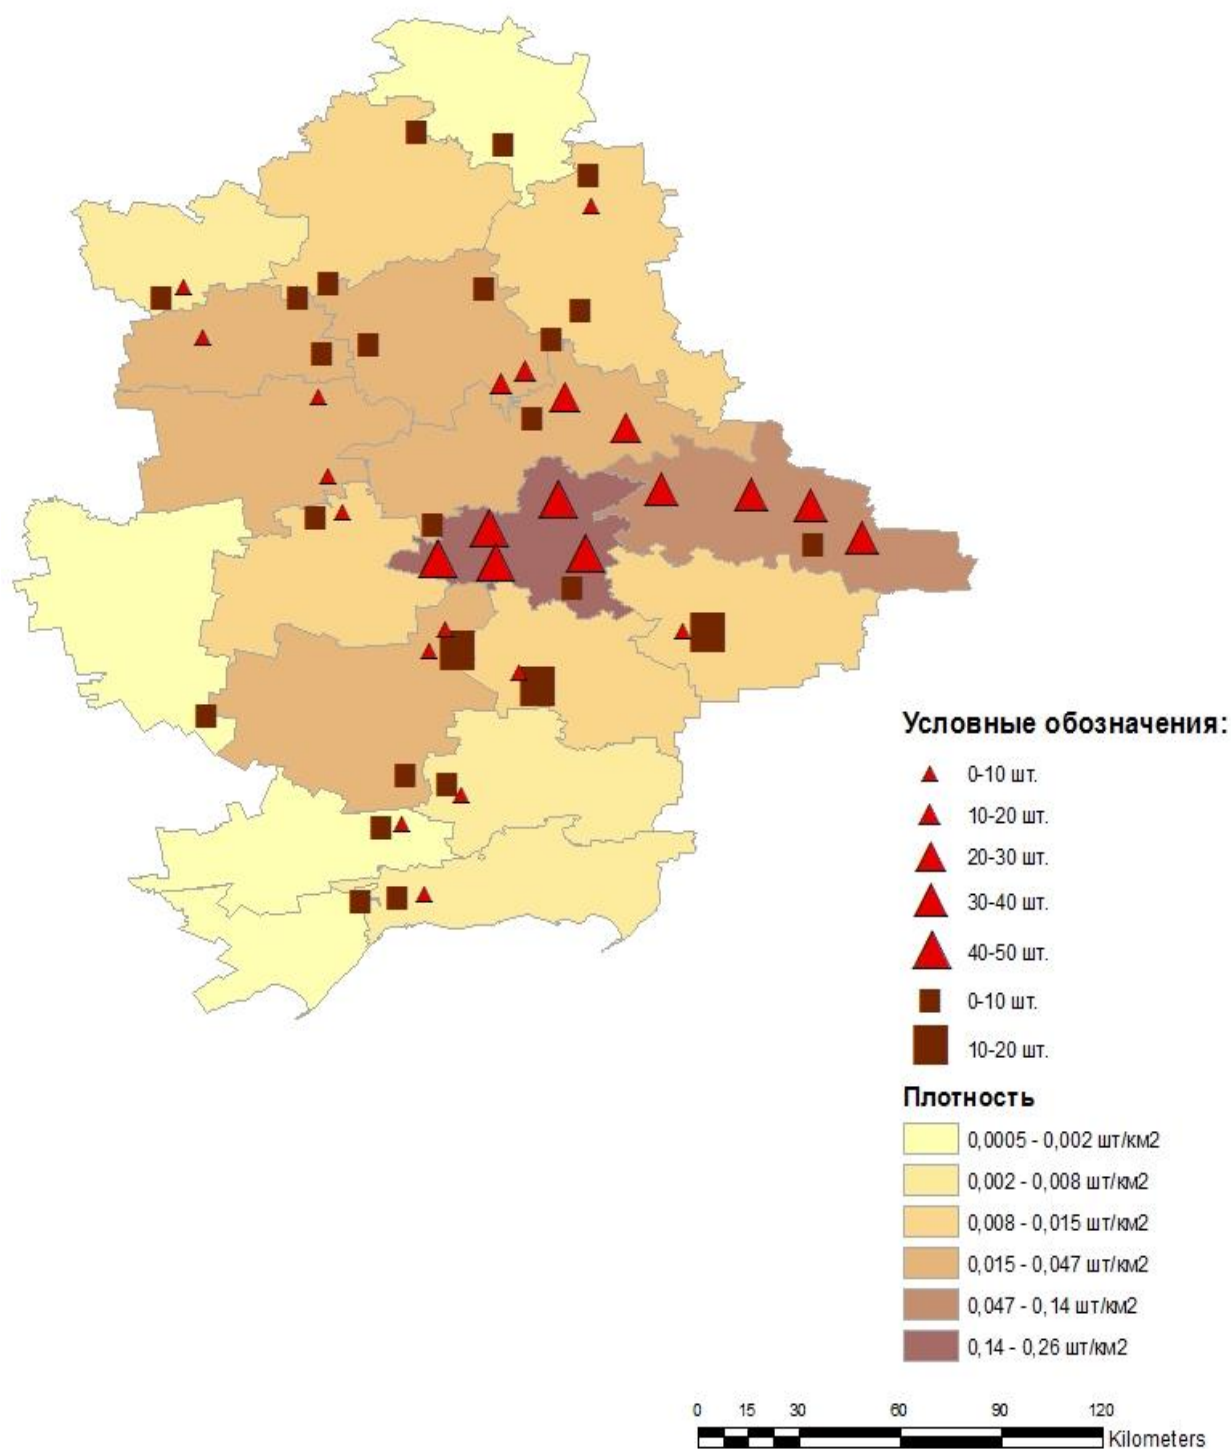 Условные обозначения:
0-10 шт.
10-20 шт.
20-30 шт.
30-40 шт.
40-50 шт.
0-10 шт.
10-20 шт.
Плотность
0,0005 - 0,002 шт/км2
0,002 - 0,008 шт/км2
0,008 - 0,015 шт/км2
0,015 - 0,047 шт/км2
0,047 - 0,14 шт/км2
0,14 - 0,26 шт/км2
0 15 30 60 90 120
Kilometers